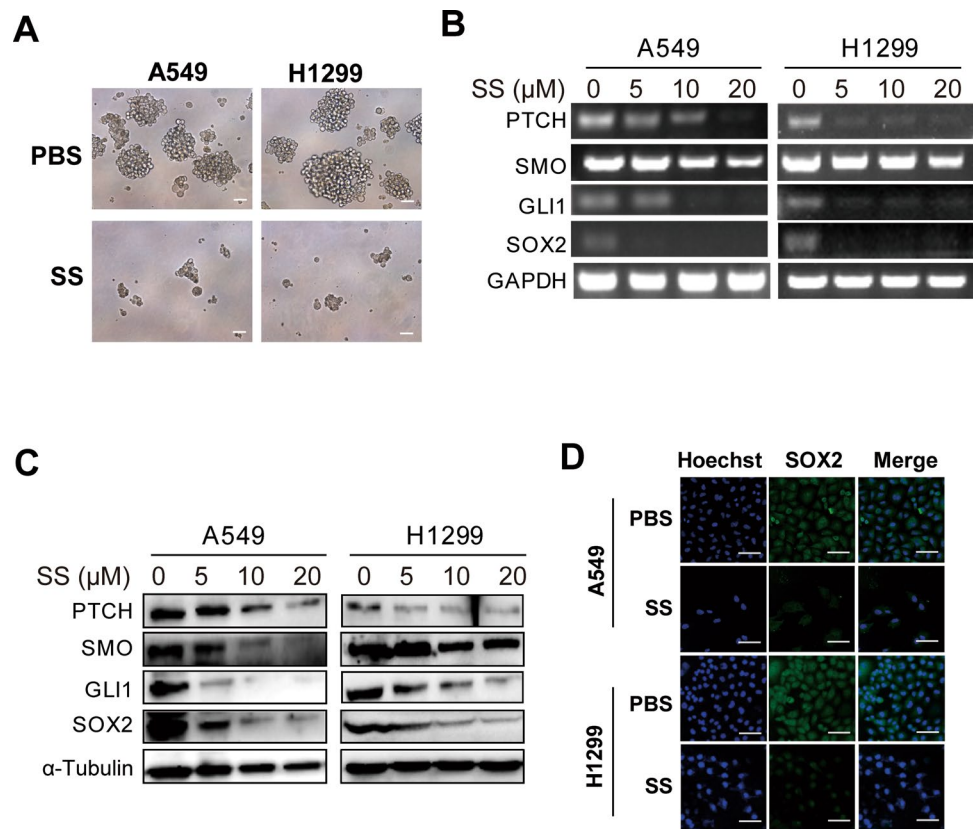 A
A549 H1299
PBS
SS
B
A549 H1299
SS (μM) 0 5 10 20 0 5 10 20
PTCH
SMO
GLI1
SOX2
GAPDH
C
A549 H1299
SS (μM) 0 5 10 20 0 5 10 20
PTCH
SMO
GLI1
SOX2
α-Tubulin
D
Hoechst SOX2 Merge
A549
PBS
SS
H1299
PBS
SS